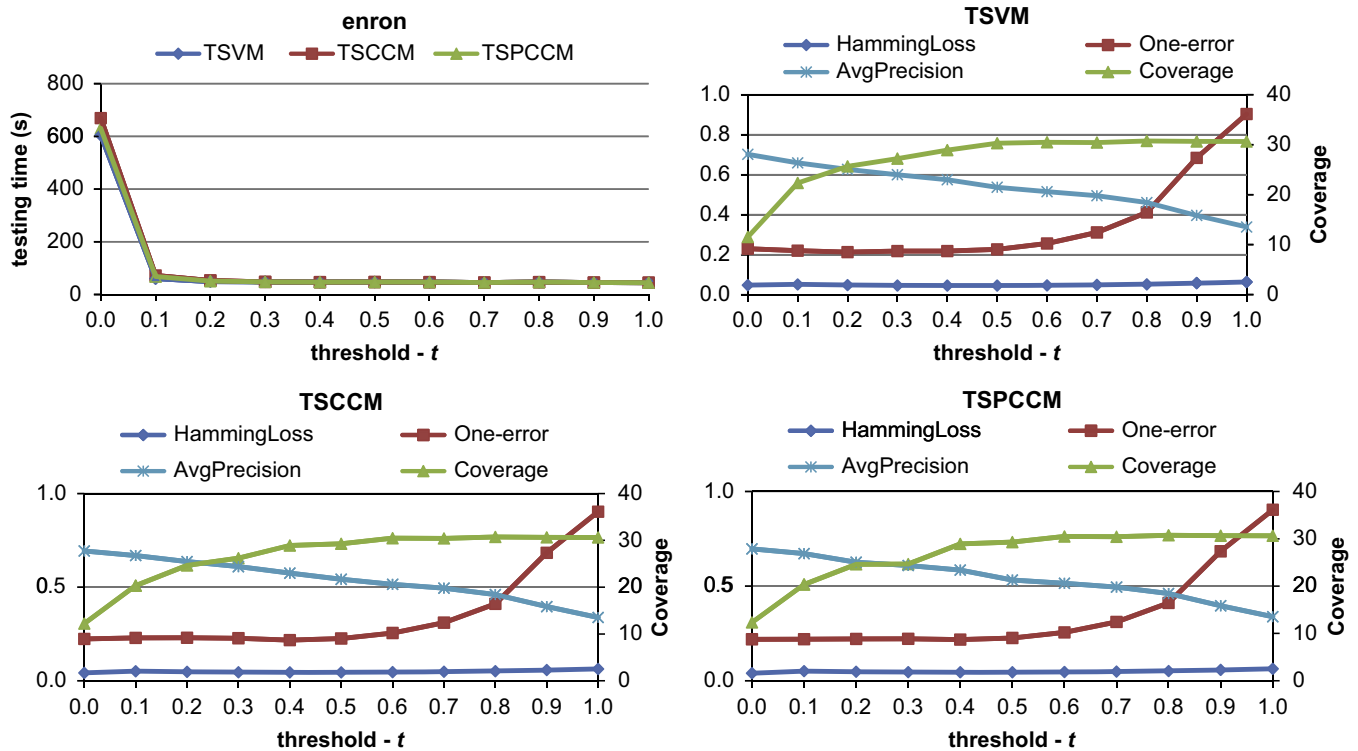 enron
TSVM TSCCM TSPCCM
testing time (s)
800
600
400
200
0
0.0 0.1 0.2 0.3 0.4 0.5 0.6 0.7 0.8 0.9 1.0
threshold - t
TSVM
HammingLoss One-error
AvgPrecision Coverage
1.0
0.8
0.6
0.4
0.2
0.0
40
30
20
10
0
Coverage
0.0 0.1 0.2 0.3 0.4 0.5 0.6 0.7 0.8 0.9 1.0
threshold - t
TSCCM
HammingLoss One-error
AvgPrecision Coverage
1.0
0.5
0.0
40
30
20
10
0
Coverage
0.0 0.1 0.2 0.3 0.4 0.5 0.6 0.7 0.8 0.9 1.0
threshold - t
TSPCCM
HammingLoss One-error
AvgPrecision Coverage
1.0
0.5
0.0
40
30
20
10
0
Coverage
0.0 0.1 0.2 0.3 0.4 0.5 0.6 0.7 0.8 0.9 1.0
threshold - t